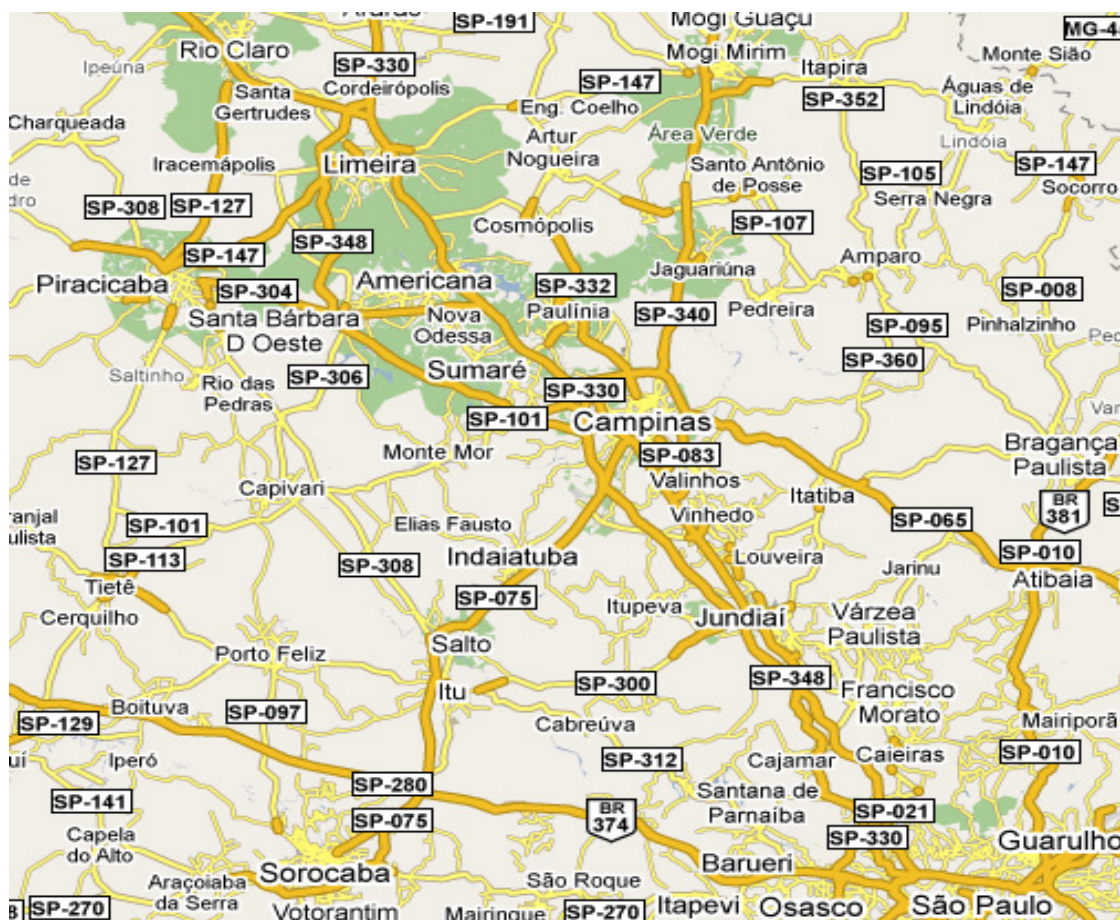 SP-191
Mogi Guaçu
MG-4
Rio Claro
Mogi Mirim
Monte Sião
Ipeúna
SP-330
Itapira
Santa
Gertrudes
Cordeirópolis
SP-147
SP-352
Águas de
Lindóia
Charqueada
Eng. Coelho
Artur
Nogueira
Área Verde
Lindóia
Iracemápolis
Limeira
Santo Antônio
de Posse
SP-147
SP-105
Socorro
Serra Negra
SP-308
SP-127
Cosmópolis
SP-107
SP-348
SP-147
Amparo
Piracicaba
SP-304
Americana
SP-332
Jaguariúna
SP-008
Santa Bárbara
D Oeste
Nova
Odessa
Paulínia
SP-340
Pedreira
SP-095
Pinhalzinho
SP-360
Saltinho
Rio das
Pedras
SP-306
Sumaré
SP-330
SP-101
Campinas
Bragança
Paulista
SP-127
Monte Mor
SP-083
Valinhos
Capivari
Itatiba
BR
381
Elias Fausto
Vinhedo
SP-065
SP-101
SP-113
SP-308
Indaiatuba
Louveira
SP-010
Jarinu
Atibaia
Tietê
SP-075
Cerquilho
Itupeva
Jundiaí
Várzea
Paulista
Salto
Porto Feliz
SP-300
SP-348
Itu
Francisco
Morato
Boituva
SP-097
SP-129
Cabreúva
Mairiporã
Iperó
SP-312
Cajamar
Caieiras
SP-010
SP-280
SP-141
Santana de
Parnaíba
BR
374
SP-021
SP-075
SP-330
Capela
do Alto
Guarulho
Sorocaba
Barueri
Araçoiaba
da Serra
São Roque
SP-270
Votorantim
Mairinque
SP-270
Itapevi
Osasco
São Paulo